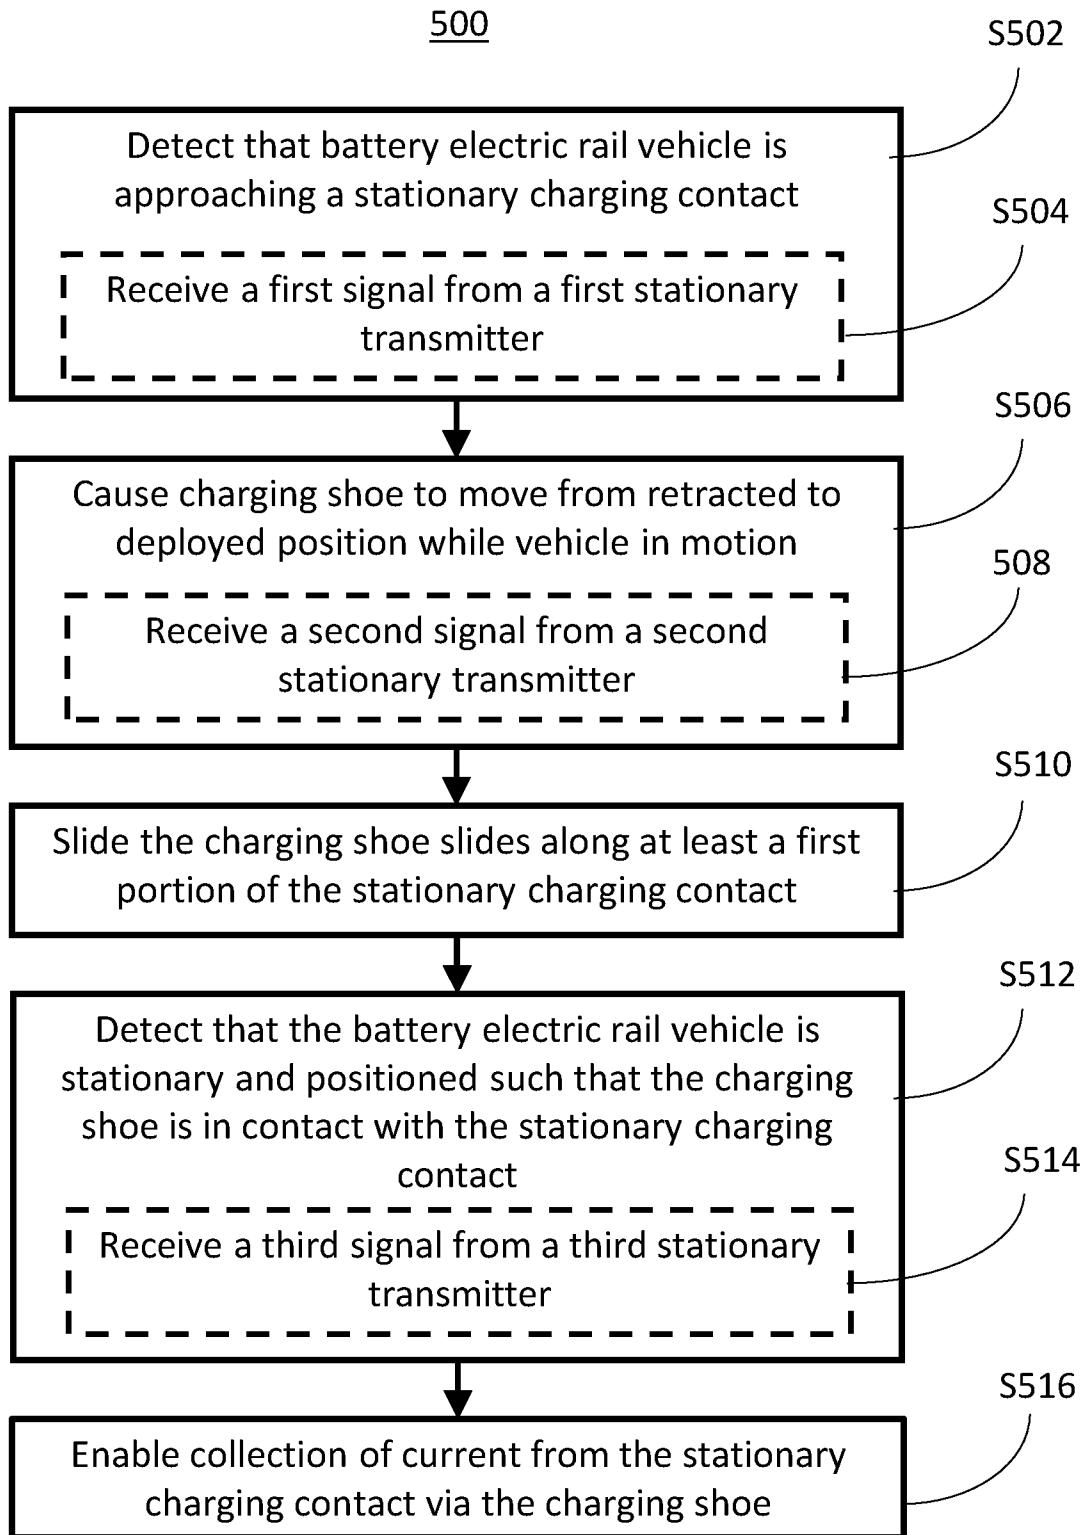 500
S502
Detect that battery electric rail vehicle is
approaching a stationary charging contact
S504
Receive a first signal from a first stationary
transmitter
S506
Cause charging shoe to move from retracted to
deployed position while vehicle in motion
508
Receive a second signal from a second
stationary transmitter
S510
Slide the charging shoe slides along at least a first
portion of the stationary charging contact
S512
Detect that the battery electric rail vehicle is
stationary and positioned such that the charging
shoe is in contact with the stationary charging
contact
S514
Receive a third signal from a third stationary
transmitter
S516
Enable collection of current from the stationary
charging contact via the charging shoe